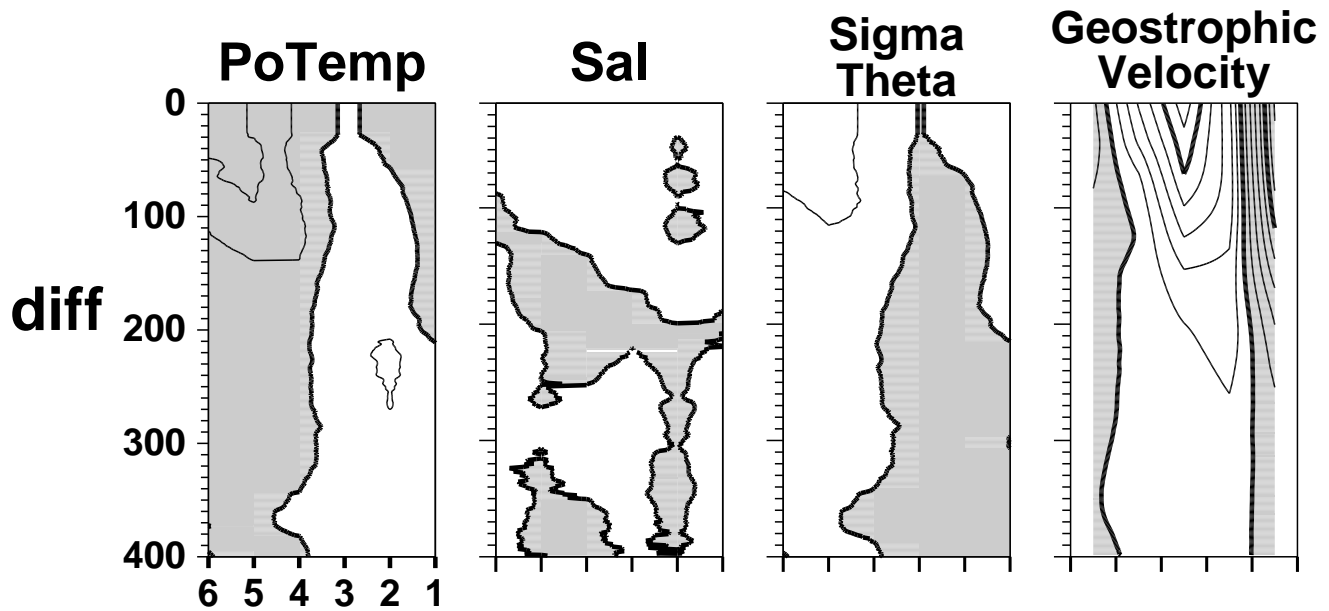 PoTemp
Sal
Sigma
Theta
Geostrophic
Velocity
diff
0
100
200
300
400
6 5 4 3 2 1